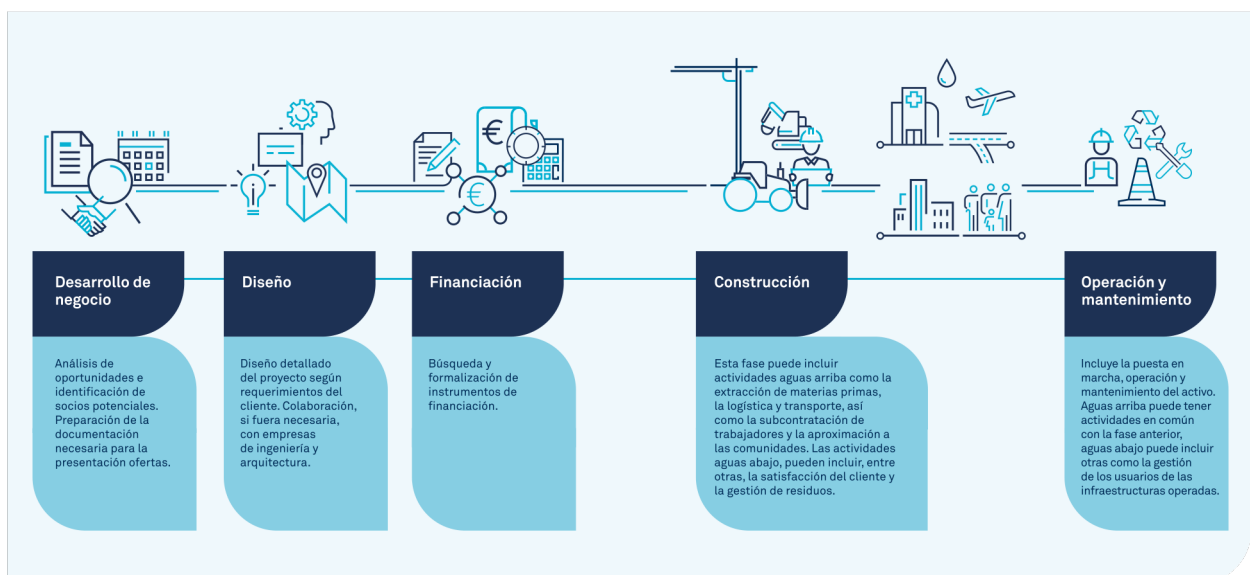 Desarrollo de
negocio
Análisis de
oportunidades e
identificación de
socios potenciales.
Preparación de la
documentación
necesaria para la
presentación ofertas.
Diseño
Diseño detallado
del proyecto según
requerimientos del
cliente. Colaboración,
si fuera necesaria,
con empresas
de ingeniería y
arquitectura.
Financiación
Búsqueda y
formalización de
instrumentos de
financiación.
Construcción
Esta fase puede incluir
actividades aguas arriba como la
extracción de materias primas,
la logística y transporte, así
como la subcontratación de
trabajadores y la aproximación a
las comunidades. Las actividades
aguas abajo, pueden incluir, entre
otras, la satisfacción del cliente y
la gestión de residuos.
Operación y
mantenimiento
Incluye la puesta en
marcha, operación y
mantenimiento del activo.
Aguas arriba puede tener
actividades en común
con la fase anterior,
aguas abajo puede incluir
otras como la gestión
de los usuarios de las
infraestructuras operadas.